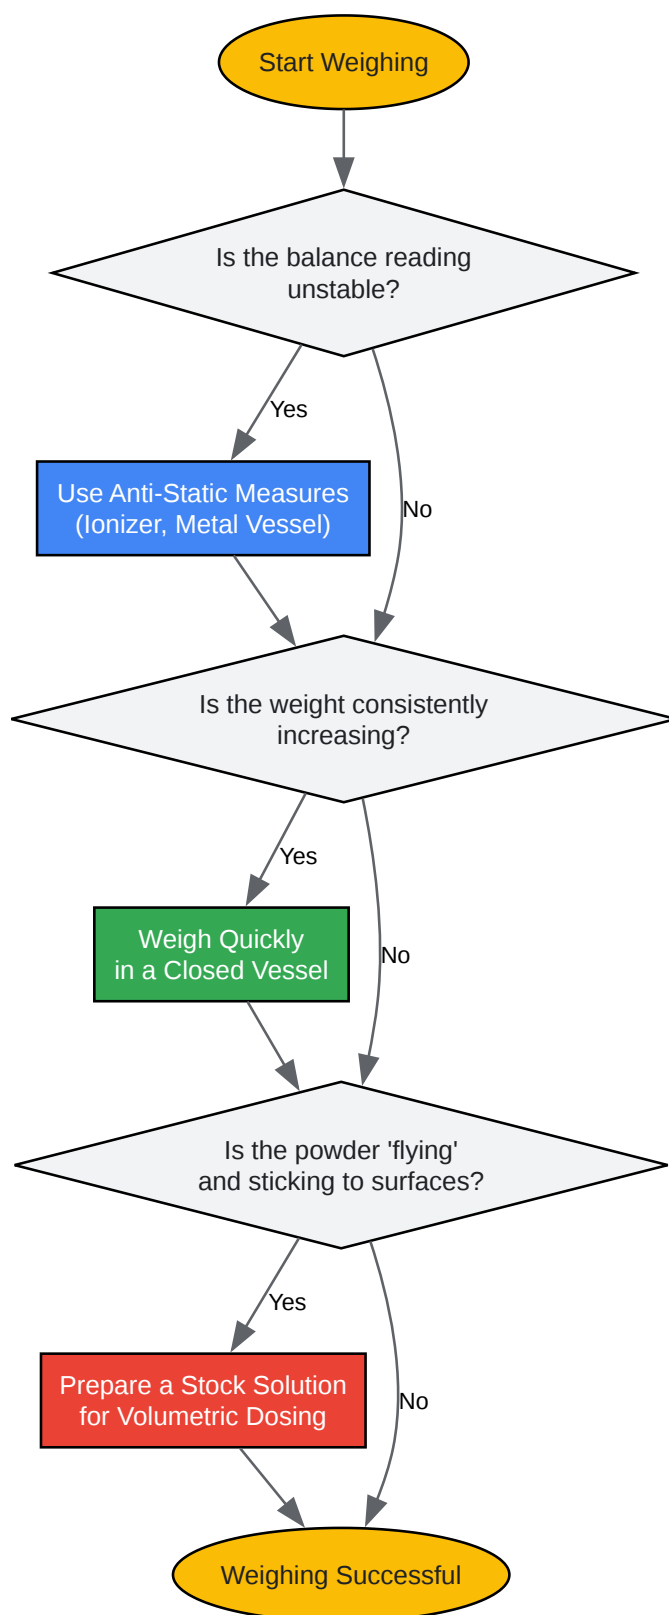 Start Weighing
Is the balance reading
unstable?
Yes
Use Anti-Static Measures
(Ionizer, Metal Vessel)
No
Is the weight consistently
increasing?
Yes
Weigh Quickly
in a Closed Vessel
No
Is the powder 'flying'
and sticking to surfaces?
Yes
Prepare a Stock Solution
for Volumetric Dosing
No
Weighing Successful